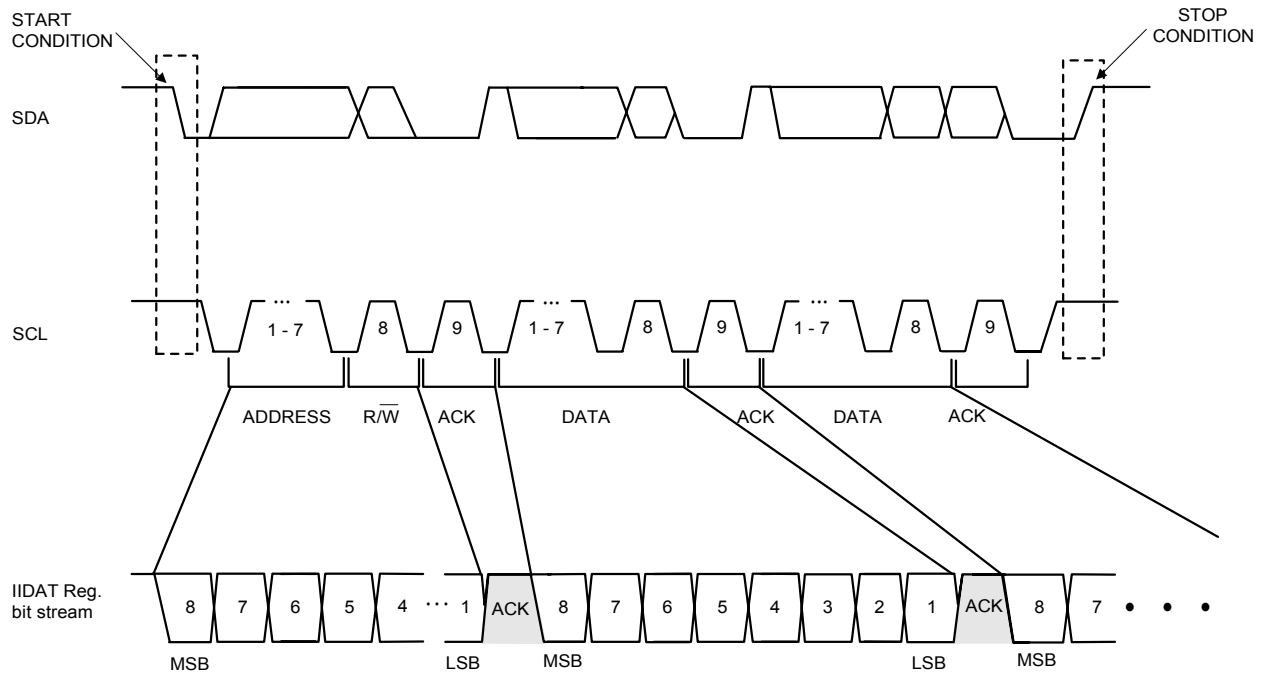 START
CONDITION
STOP
CONDITION
SDA
SCL
... ... ...
1 - 7 8 9 1 - 7 8 9 1 - 7 8 9
ADDRESS R/W̅ ACK DATA ACK DATA ACK
IIDAT Reg.
bit stream
8 7 6 5 4 ... 1 ACK 8 7 6 5 4 3 2 1 ACK 8 7 • • •
MSB LSB MSB LSB MSB